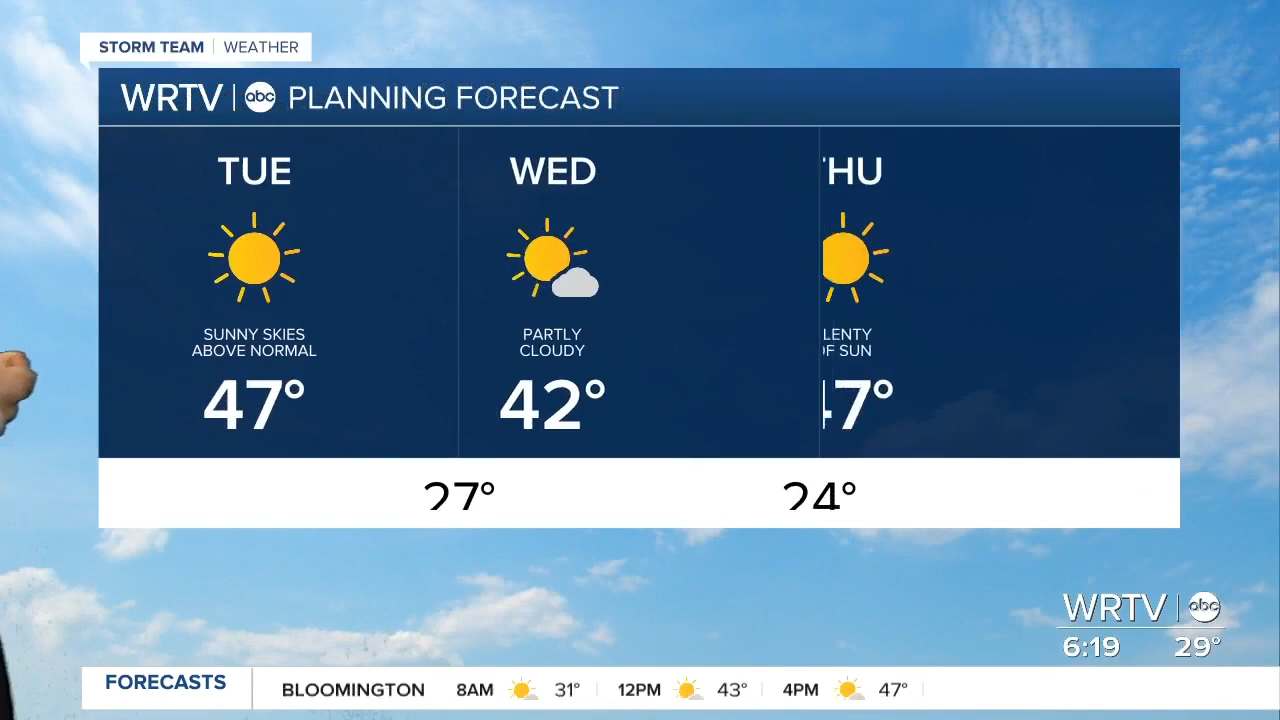 STORM TEAM | WEATHER
WRTV | abc PLANNING FORECAST
TUE
SUNNY SKIES
ABOVE NORMAL
47°
WED
PARTLY
CLOUDY
42°
HU
LENTY
F SUN
7°
27°
24°
WRTV | abc
6:19 29°
FORECASTS
BLOOMINGTON 8AM 31° 12PM 43° 4PM 47°